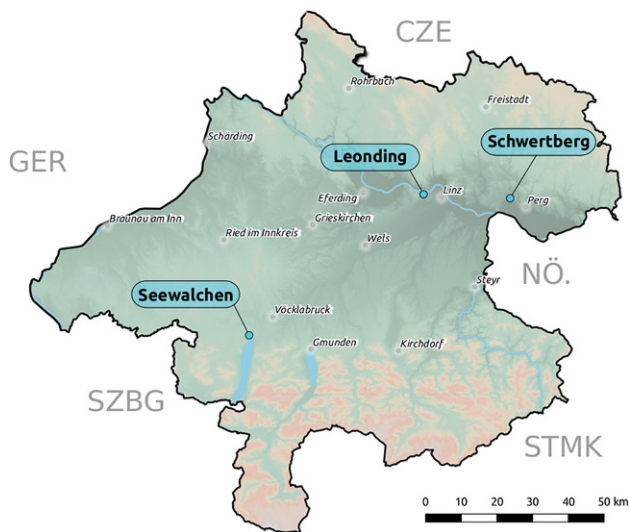 CZE
Rohrbach
Freistadt
Schärding
Leonding
Schwertberg
GER
Eferding
Linz
Perg
Braunau am Inn
Grieskirchen
Ried im Innkreis
Wels
NÖ.
Steyr
Seewalchen
Vöcklabruck
Gmunden
Kirchdorf
SZBG
STMK
0 10 20 30 40 50 km